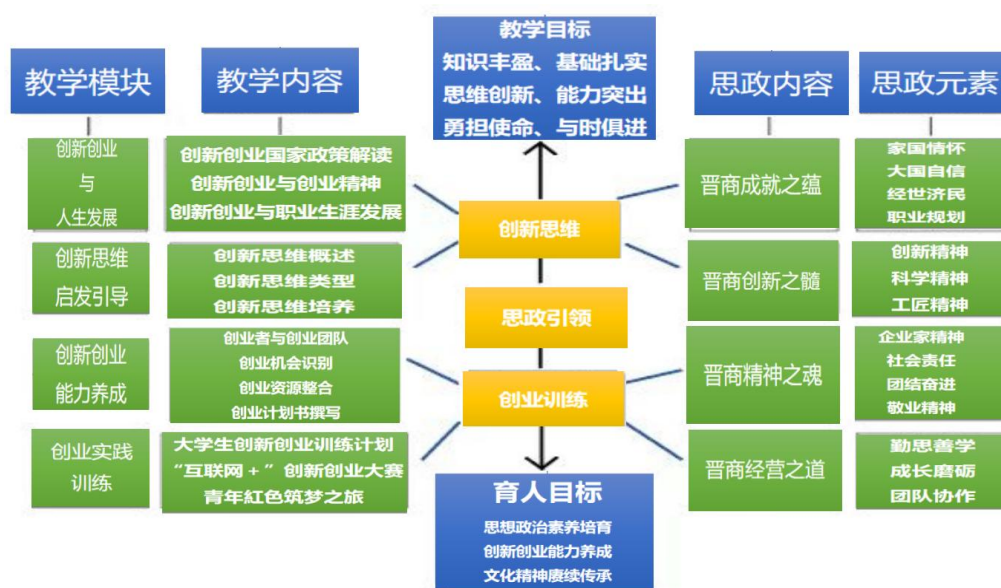 教学模块
教学内容
教学目标
知识丰盈、基础扎实
思维创新、能力突出
勇担使命、与时俱进
思政内容
思政元素
创新创业
与
人生发展
创新创业国家政策解读
创新创业与创业精神
创新创业与职业生涯发展
创新思维
晋商成就之蕴
家国情怀
大国自信
经世济民
职业规划
创新思维
启发引导
创新思维概述
创新思维类型
创新思维培养
思政引领
晋商创新之髓
创新精神
科学精神
工匠精神
创新创业
能力养成
创业者与创业团队
创业机会识别
创业资源整合
创业计划书撰写
创业训练
晋商精神之魂
企业家精神
社会责任
团结奋进
敬业精神
创业实践
训练
大学生创新创业训练计划
“互联网+”创新创业大赛
青年紅色筑梦之旅
育人目标
思想政治素养培育
创新创业能力养成
文化精神赓续传承
晋商经营之道
勤思善学
成长磨砺
团队协作